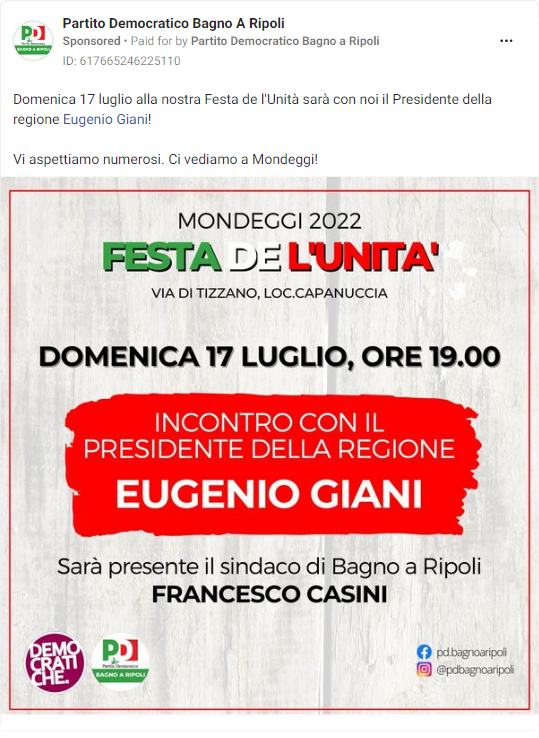 Partito Democratico Bagno A Ripoli
Sponsored • Paid for by Partito Democratico Bagno a Ripoli
ID: 617665246225110
Domenica 17 luglio alla nostra Festa de l'Unità sarà con noi il Presidente della
regione Eugenio Giani!
Vi aspettiamo numerosi. Ci vediamo a Mondeggi!
MONDEGGI 2022
FESTA DE L'UNITA'
VIA DI TIZZANO, LOC.CAPANUCCIA
DOMENICA 17 LUGLIO, ORE 19.00
INCONTRO CON IL
PRESIDENTE DELLA REGIONE
EUGENIO GIANI
Sarà presente il sindaco di Bagno a Ripoli
FRANCESCO CASINI
DEMO
CRATI
CHE.
PD
Partito Democratico
BAGNO A RIPOLI
pd.bagnoaripoli
@pdbagnoaripoli